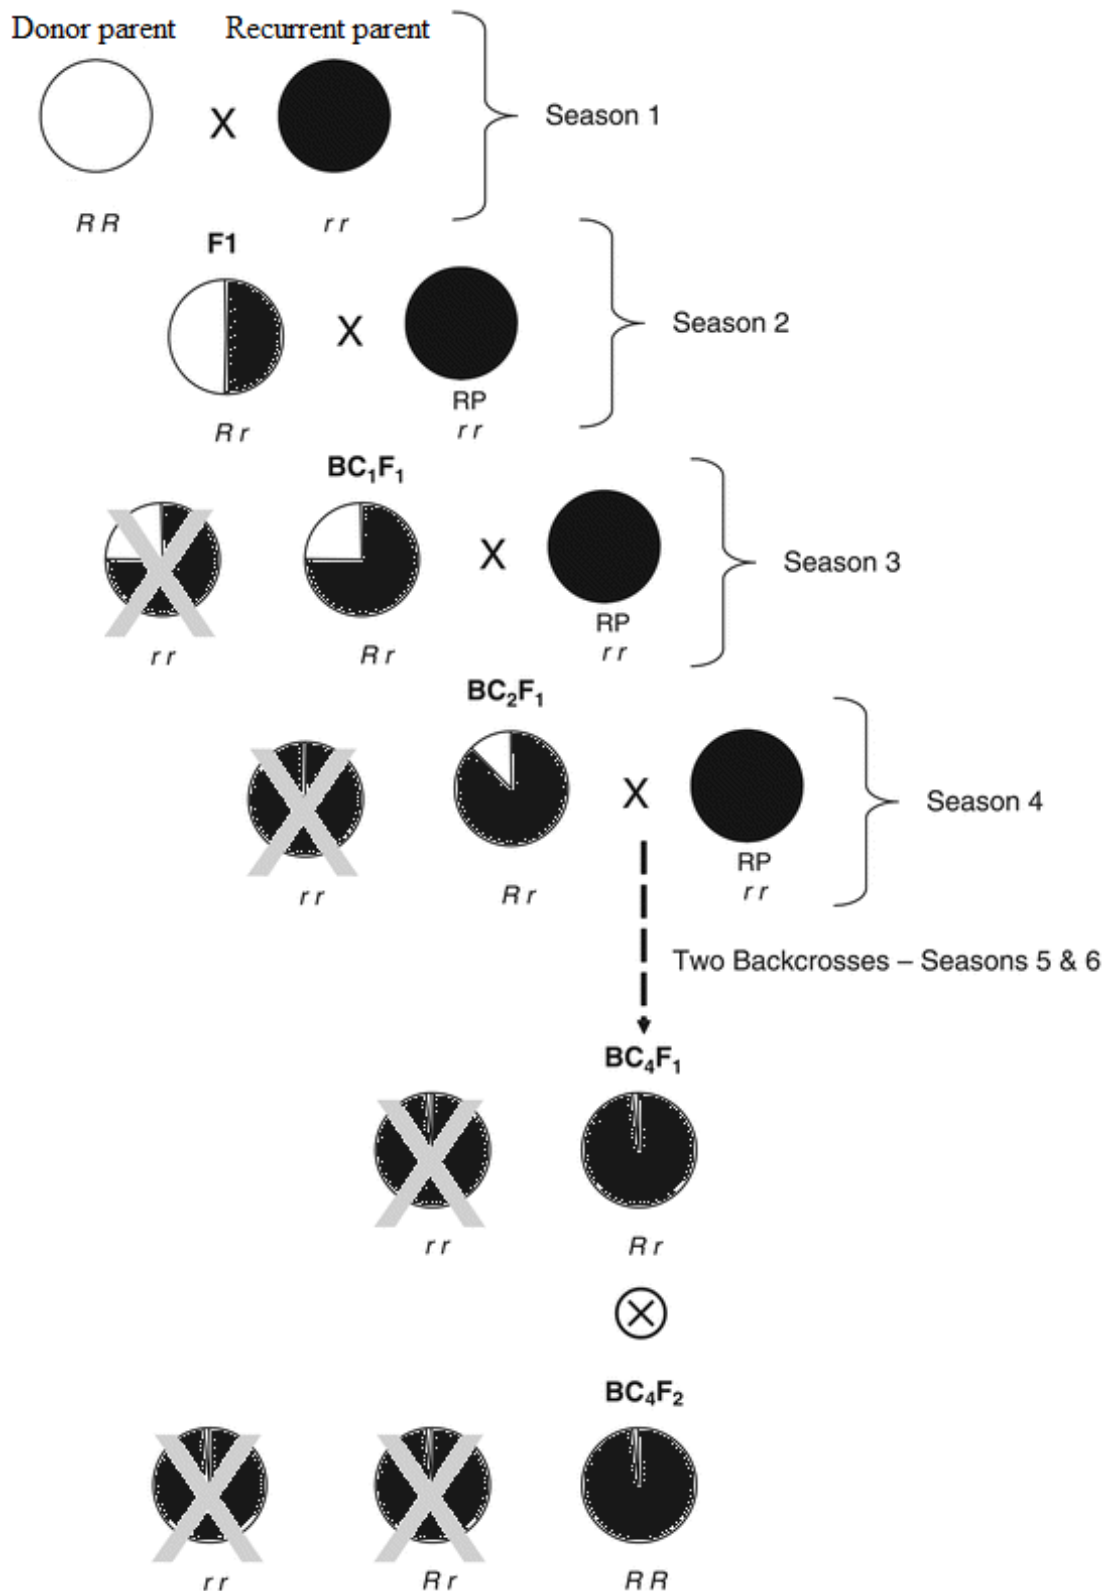 Donor parent Recurrent parent
X
Season 1
R R r r
F1
X
Season 2
RP
R r r r
BC₁F₁
X
Season 3
RP
r r R r r r
BC₂F₁
X
Season 4
RP
r r R r r r
Two Backcrosses – Seasons 5 & 6
BC₄F₁
r r R r
BC₄F₂
r r R r R R